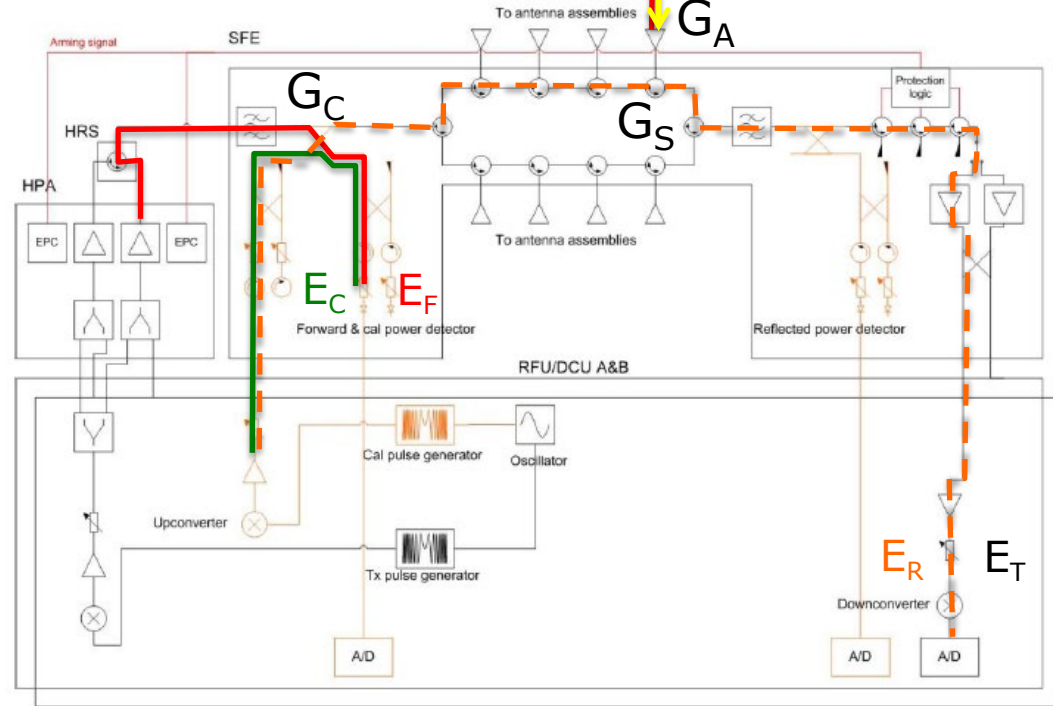 To antenna assemblies
G_A
Arming signal
SFE
Protection
logic
G_C
G_S
HRS
HPA
EPC
EPC
To antenna assemblies
E_C
E_F
Forward & cal power detector
Reflected power detector
RFU/DCU A&B
Cal pulse generator
Oscillator
Upconverter
Tx pulse generator
E_R
E_T
Downconverter
A/D
A/D
A/D